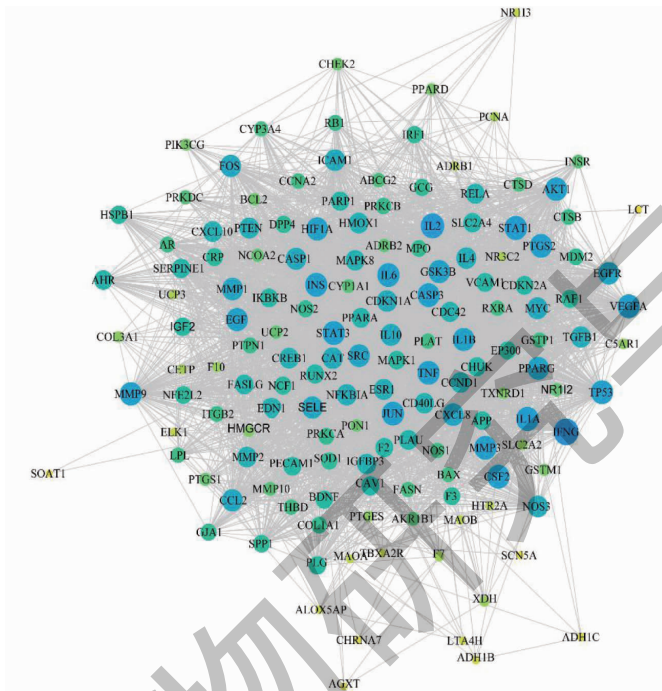 NR1I3
CHEK2
PPARD
PCNA
CYP3A4
RB1
IRF1
PIK3CG
FOS
ICAM1
ADRB1
INSR
CCNA2
ABCG2
GCG
RELA
CTSD
AKT1
PRKDC
BCL2
PARP1
PRKCB
LCT
HSPB1
CXCL10
PTEN
DPP4
HIF1A
HMOX1
IL2
SLC2A4
STAT1
CTSB
PTGS2
AR
CRP
NCOA2
CASP1
ADRB2
MPO
IL4
NR3C2
MDM2
AHR
SERPINE1
MAPK8
IL6
GSK3B
EGFR
UCP3
MMP1
IKBKB
INS
CYP1A1
CDKN1A
CASP3
VCAM1
CDKN2A
RAF1
NOS2
PPARA
CDC42
RXRA
MYC
VEGFA
IGF2
EGF
UCP2
STAT3
IL10
PLAT
IL1B
GSTP1
TGFB1
COL3A1
PTPN1
CREB1
CAT
SRC
MAPK1
EP300
C5AR1
CETP
F10
RUNX2
TNF
CHUK
PPARG
MMP9
NFE2L2
FASLG
NCF1
NFKBIA
ESR1
CCND1
TXNRD1
NR1I2
TP53
ITGB2
EDN1
SELE
JUN
CD40LG
CXCL8
APP
IL1A
ELK1
HMGCR
PRKCA
PON1
F2
PLAU
NOS1
MMP3
SLC2A2
IFNG
SOAT1
LPL
MMP2
PECAM1
SOD1
IGFBP3
PTGS1
MMP10
BDNF
CAV1
FASN
BAX
CSF2
GSTM1
CCL2
THBD
F3
HTR2A
NOS3
GJA1
SPP1
COL1A1
PTGES
AKR1B1
MAOB
PLG
MAOA
TBXA2R
F7
SCN5A
ALOX5AP
XDH
CHRNA7
LTA4H
ADH1C
ADH1B
AGXT